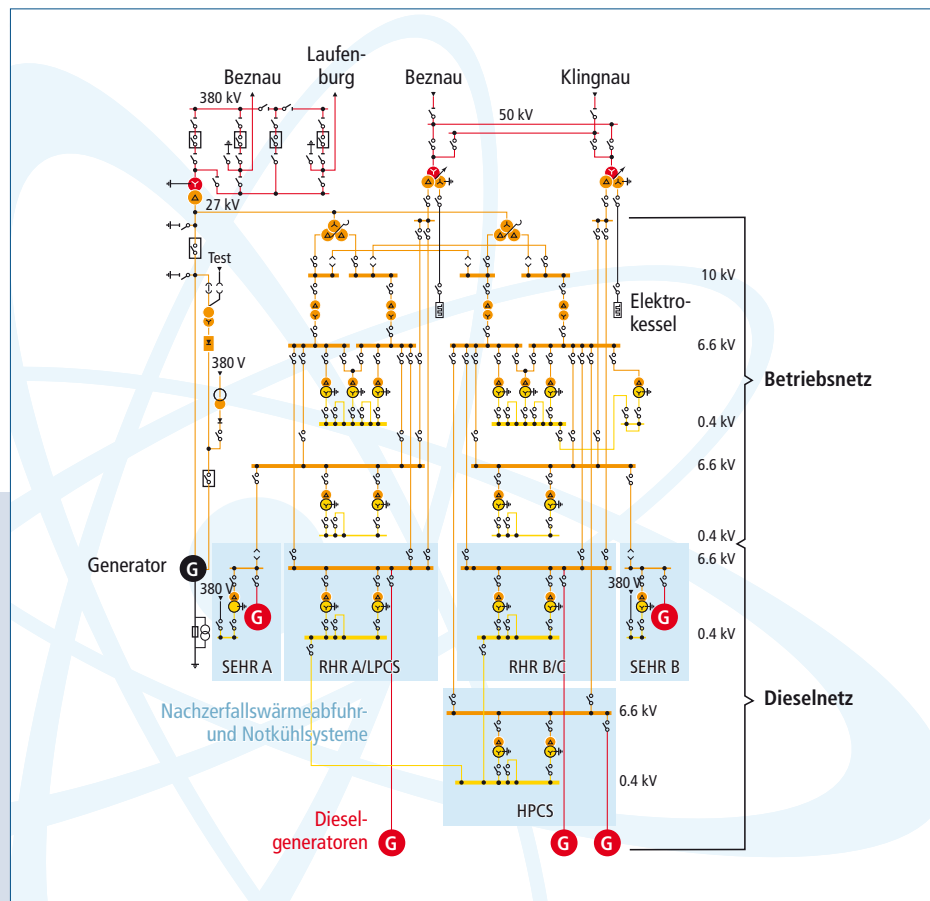 Laufen-
Beznau
burg
Beznau
Klingnau
380 kV
50 kV
27 kV
Test
10 kV
Elektro-
kessel
6.6 kV
380 V
Betriebsnetz
0.4 kV
6.6 kV
0.4 kV
Generator
G
6.6 kV
380 V
G
380 V
G
0.4 kV
SEHR A
RHR A/LPCS
RHR B/C
SEHR B
Nachzerfallswärmeabfuhr-
und Notkühlsysteme
6.6 kV
Dieselnetz
0.4 kV
HPCS
Diesel-
generatoren
G
G
G